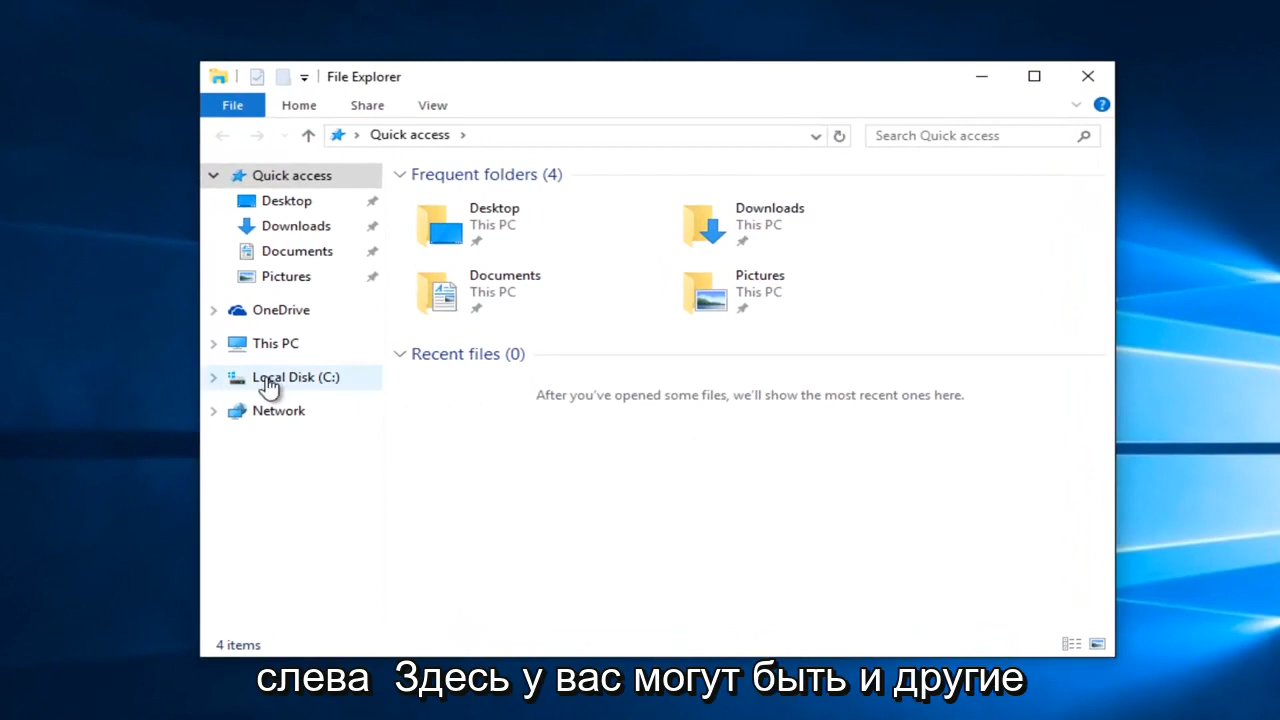 File Explorer
File Home Share View
Quick access
Search Quick access
Quick access
Desktop
Downloads
Documents
Pictures
OneDrive
This PC
Local Disk (C:)
Network
Frequent folders (4)
Desktop
This PC
Downloads
This PC
Documents
This PC
Pictures
This PC
Recent files (0)
After you've opened some files, we'll show the most recent ones here.
4 items
слева Здесь у вас могут быть и другие